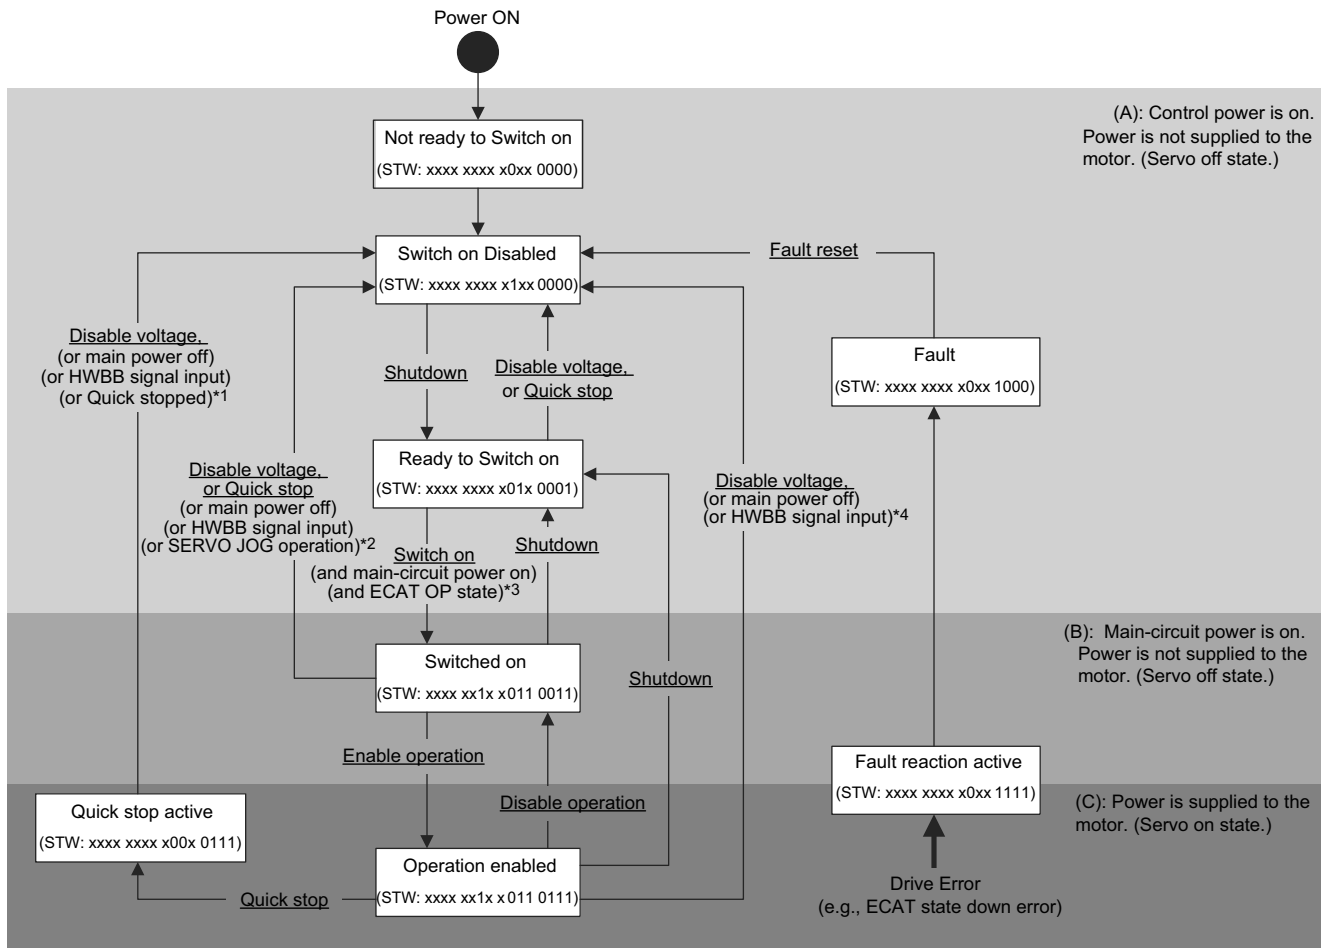 Power ON
(A): Control power is on.
Power is not supplied to the
motor. (Servo off state.)
Not ready to Switch on
(STW: xxxx xxxx x0xx 0000)
Switch on Disabled
(STW: xxxx xxxx x1xx 0000)
Fault reset
Disable voltage,
(or main power off)
(or HWBB signal input)
(or Quick stopped)*1
Shutdown
Disable voltage,
or Quick stop
Fault
(STW: xxxx xxxx x0xx 1000)
Ready to Switch on
(STW: xxxx xxxx x01x 0001)
Disable voltage,
or Quick stop
(or main power off)
(or HWBB signal input)
(or SERVO JOG operation)*2
Disable voltage,
(or main power off)
(or HWBB signal input)*4
Switch on
(and main-circuit power on)
(and ECAT OP state)*3
Shutdown
(B): Main-circuit power is on.
Power is not supplied to the
motor. (Servo off state.)
Switched on
(STW: xxxx xx1x x011 0011)
Shutdown
Enable operation
Fault reaction active
(STW: xxxx xxxx x0xx 1111)
Quick stop active
(STW: xxxx xxxx x00x 0111)
Disable operation
(C): Power is supplied to the
motor. (Servo on state.)
Operation enabled
(STW: xxxx xx1x x011 0111)
Quick stop
Drive Error
(e.g., ECAT state down error)